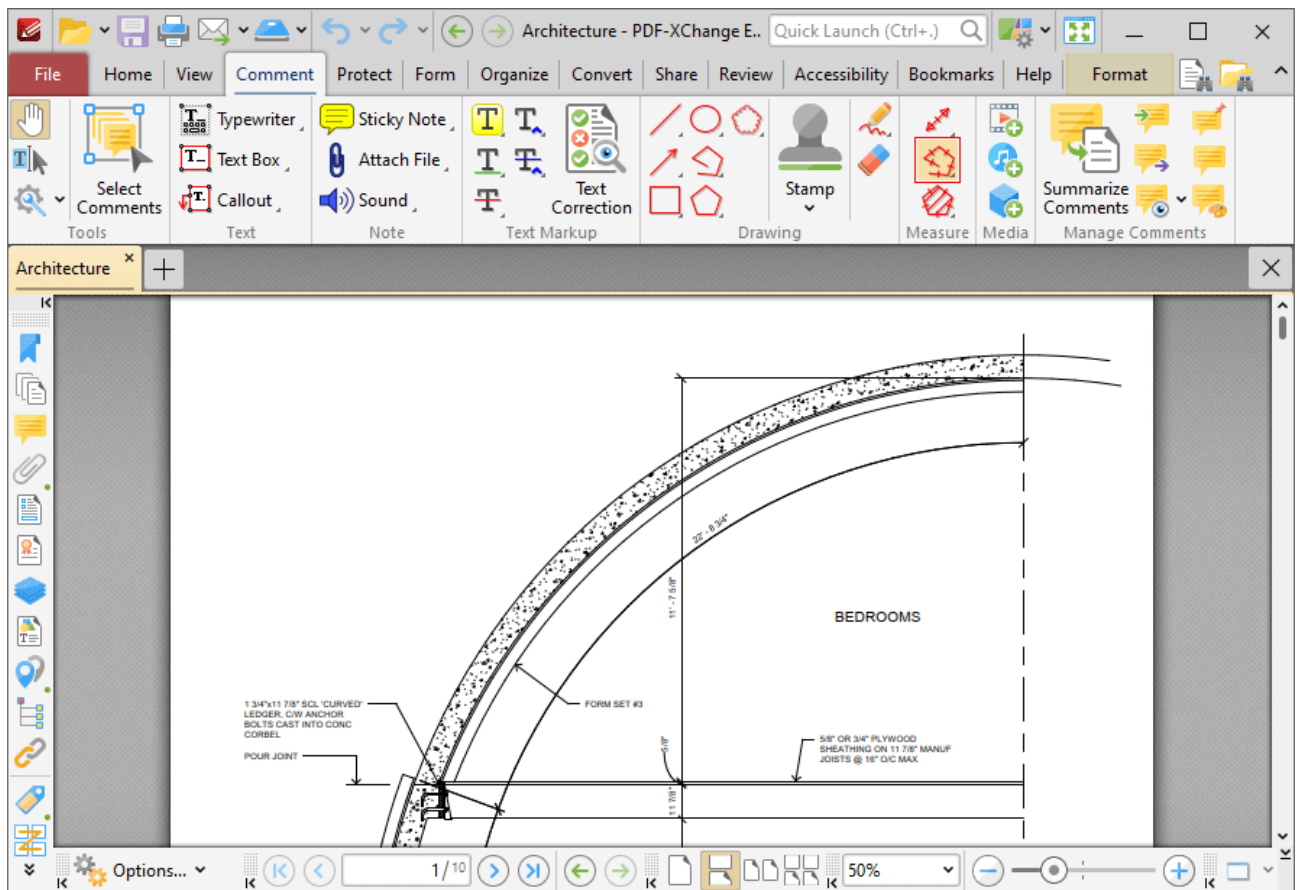 Architecture - PDF-XChange E..
Quick Launch (Ctrl+.)
File Home View Comment Protect Form Organize Convert Share Review Accessibility Bookmarks Help Format
Select Comments
Typewriter
Text Box
Callout
Sticky Note
Attach File
Sound
Text Correction
Stamp
Summarize Comments
Tools Text Note Text Markup Drawing Measure Media Manage Comments
Architecture
22' - 8 3/4"
11' - 7 5/8"
BEDROOMS
1 3/4"x11 7/8" SCL 'CURVED'
LEDGER, C/W ANCHOR
BOLTS CAST INTO CONC
CORBEL
FORM SET #3
POUR JOINT
5/8"
5/8" OR 3/4" PLYWOOD
SHEATHING ON 11 7/8" MANUF
JOISTS @ 16" O/C MAX
11 7/8"
Options...
1/10
50%